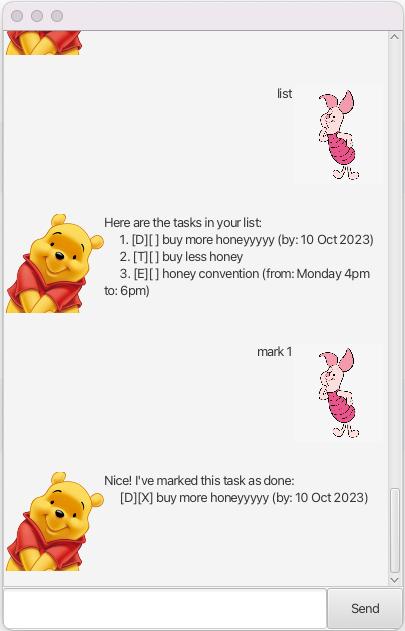 list
Here are the tasks in your list:
1. [D][ ] buy more honeyyyyy (by: 10 Oct 2023)
2. [T][ ] buy less honey
3. [E][ ] honey convention (from: Monday 4pm
to: 6pm)
mark 1
Nice! I've marked this task as done:
[D][X] buy more honeyyyyy (by: 10 Oct 2023)
Send